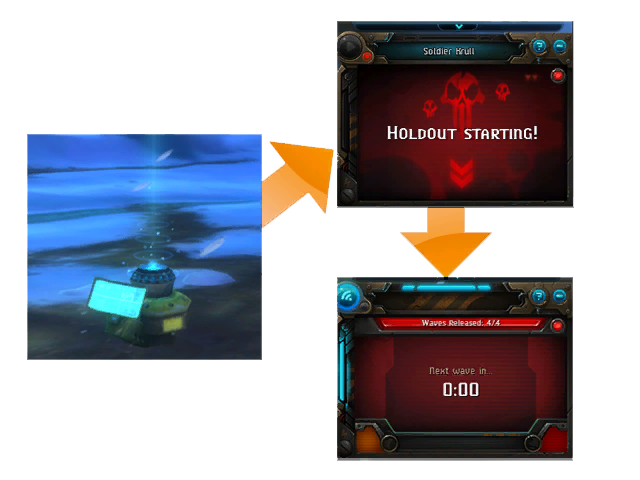 Soldier Krull
?
Holdout starting!
?
Waves Released: 4/4
Next wave in...
0:00